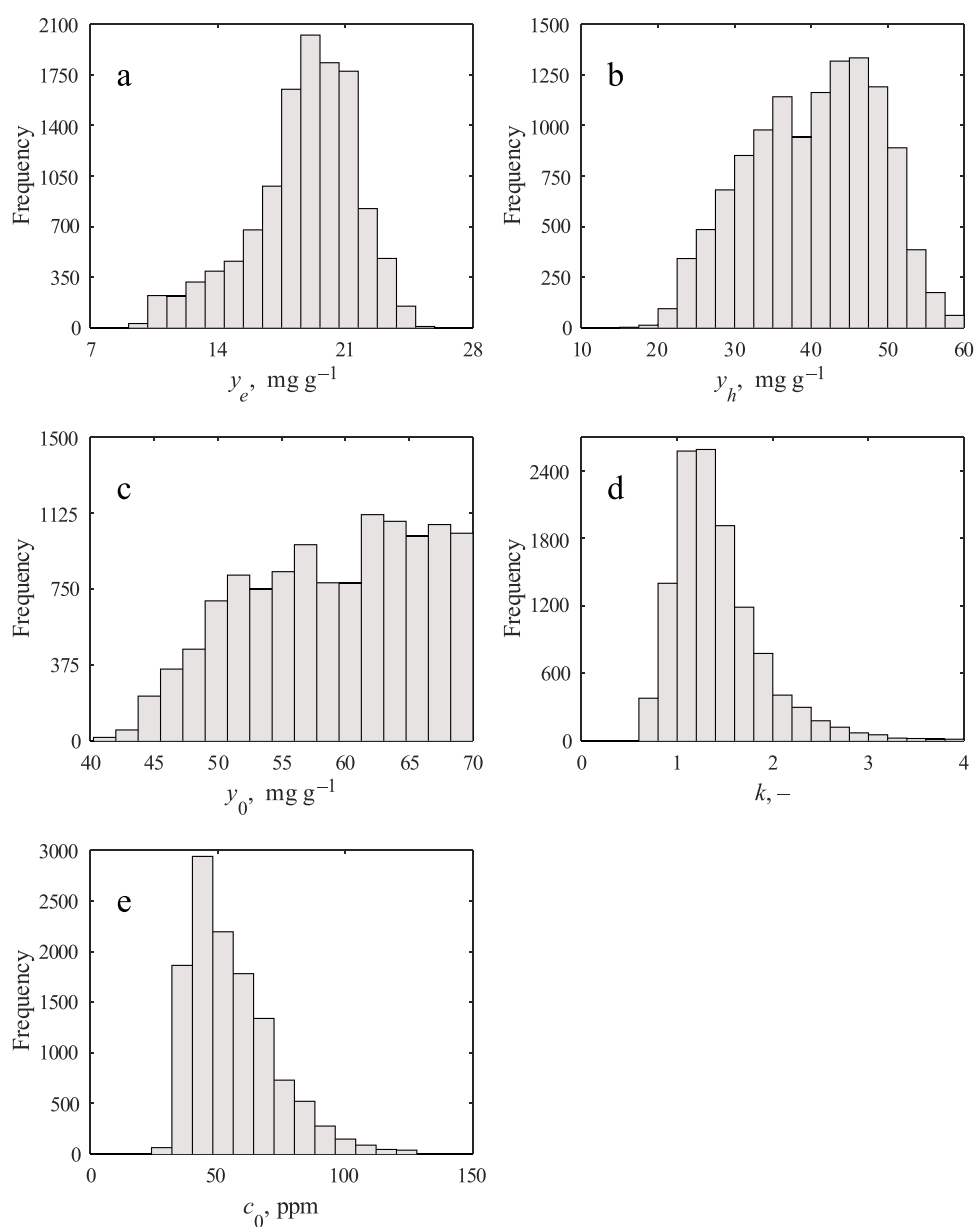 2100
1750
1400
1050
700
350
0
Frequency
a
7 14 21 28
y_e, mg g⁻¹
1500
1250
1000
750
500
250
0
Frequency
b
10 20 30 40 50 60
y_h, mg g⁻¹
1500
1125
750
375
0
Frequency
c
40 45 50 55 60 65 70
y_0, mg g⁻¹
2400
1800
1200
600
0
Frequency
d
0 1 2 3 4
k, –
3000
2500
2000
1500
1000
500
0
Frequency
e
0 50 100 150
c_0, ppm